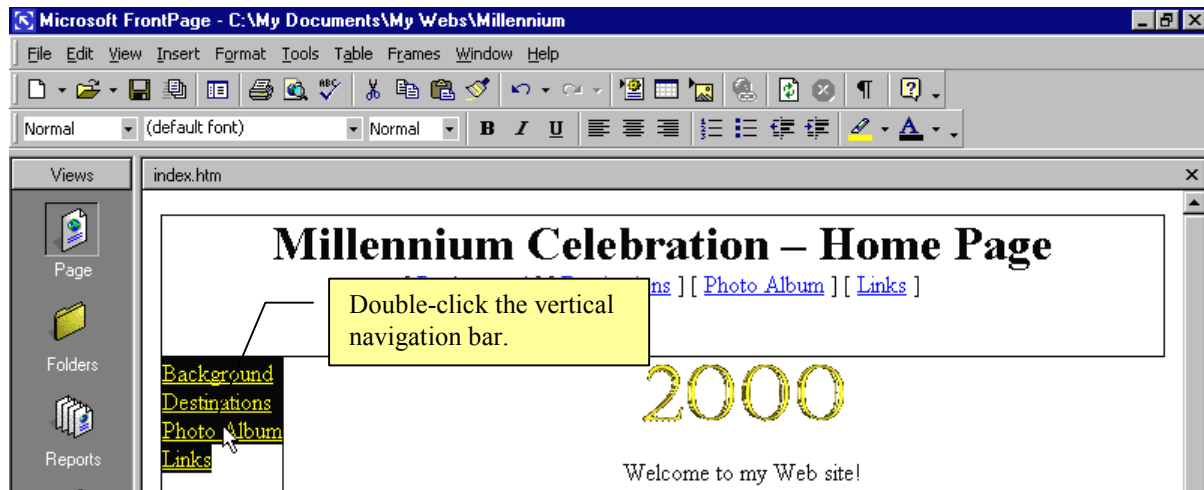 Microsoft FrontPage - C:\My Documents\My Webs\Millennium
File Edit View Insert Format Tools Table Frames Window Help
Normal (default font) Normal B I U A
Views
index.htm
Page
Folders
Reports
Millennium Celebration – Home Page
ns ] [ Photo Album ] [ Links ]
Double-click the vertical
navigation bar.
Background
Destinations
Photo Album
Links
2000
Welcome to my Web site!